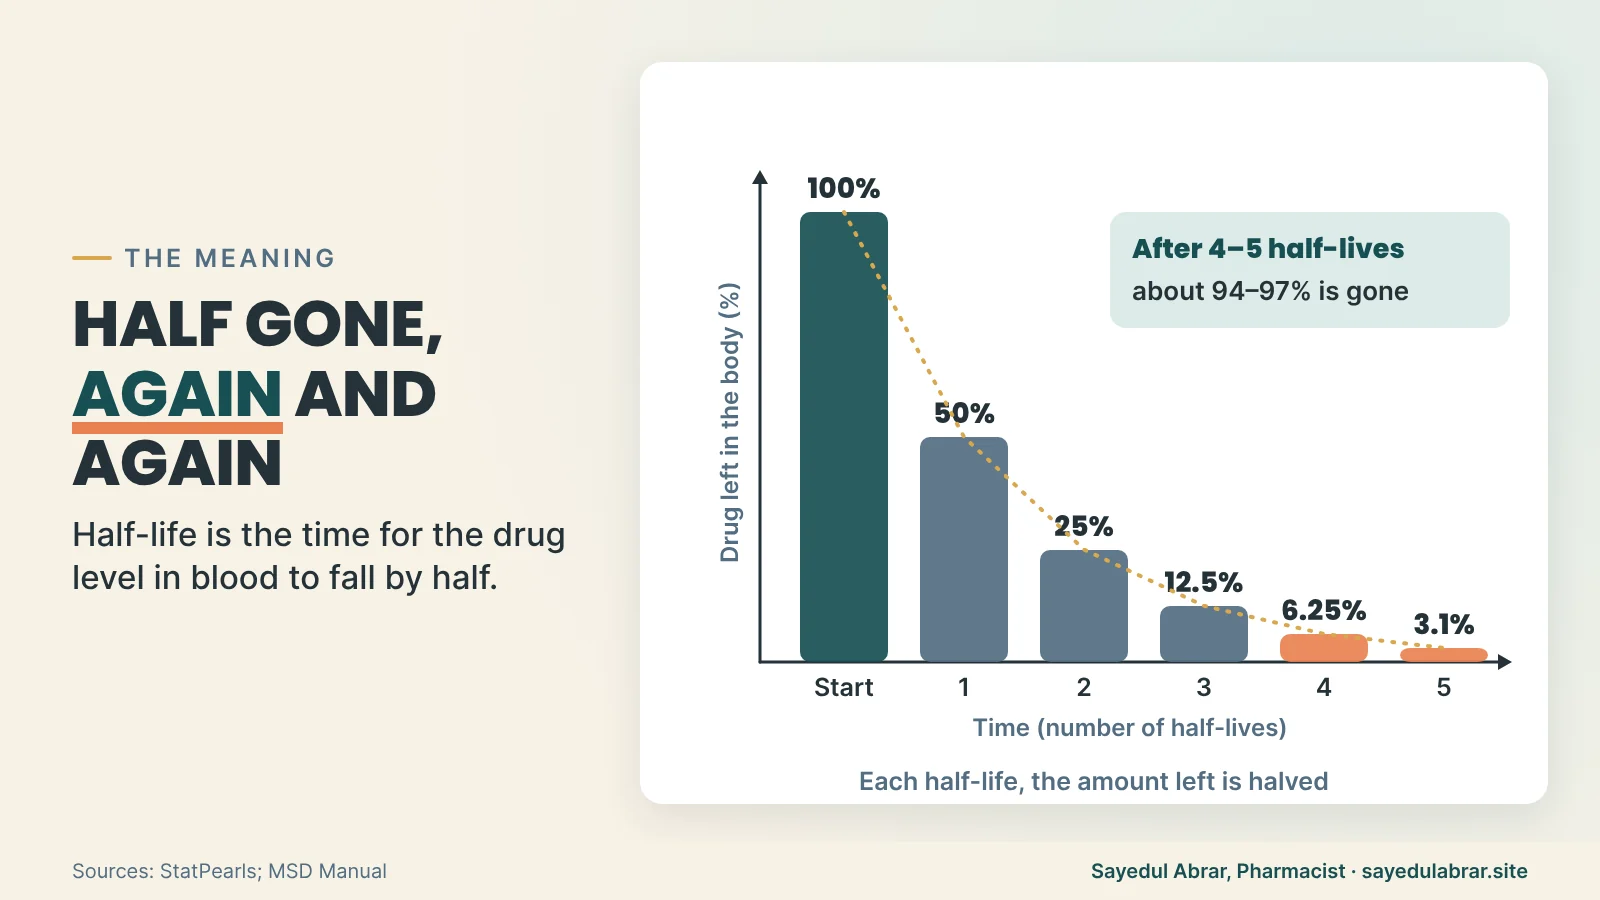 THE MEANING
HALF GONE,
AGAIN AND
AGAIN
Half-life is the time for the drug
level in blood to fall by half.
Drug left in the body (%)
100%
50%
25%
12.5%
6.25%
3.1%
After 4–5 half-lives
about 94–97% is gone
Start 1 2 3 4 5
Time (number of half-lives)
Each half-life, the amount left is halved
Sources: StatPearls; MSD Manual
Sayedul Abrar, Pharmacist · sayedulabrar.site